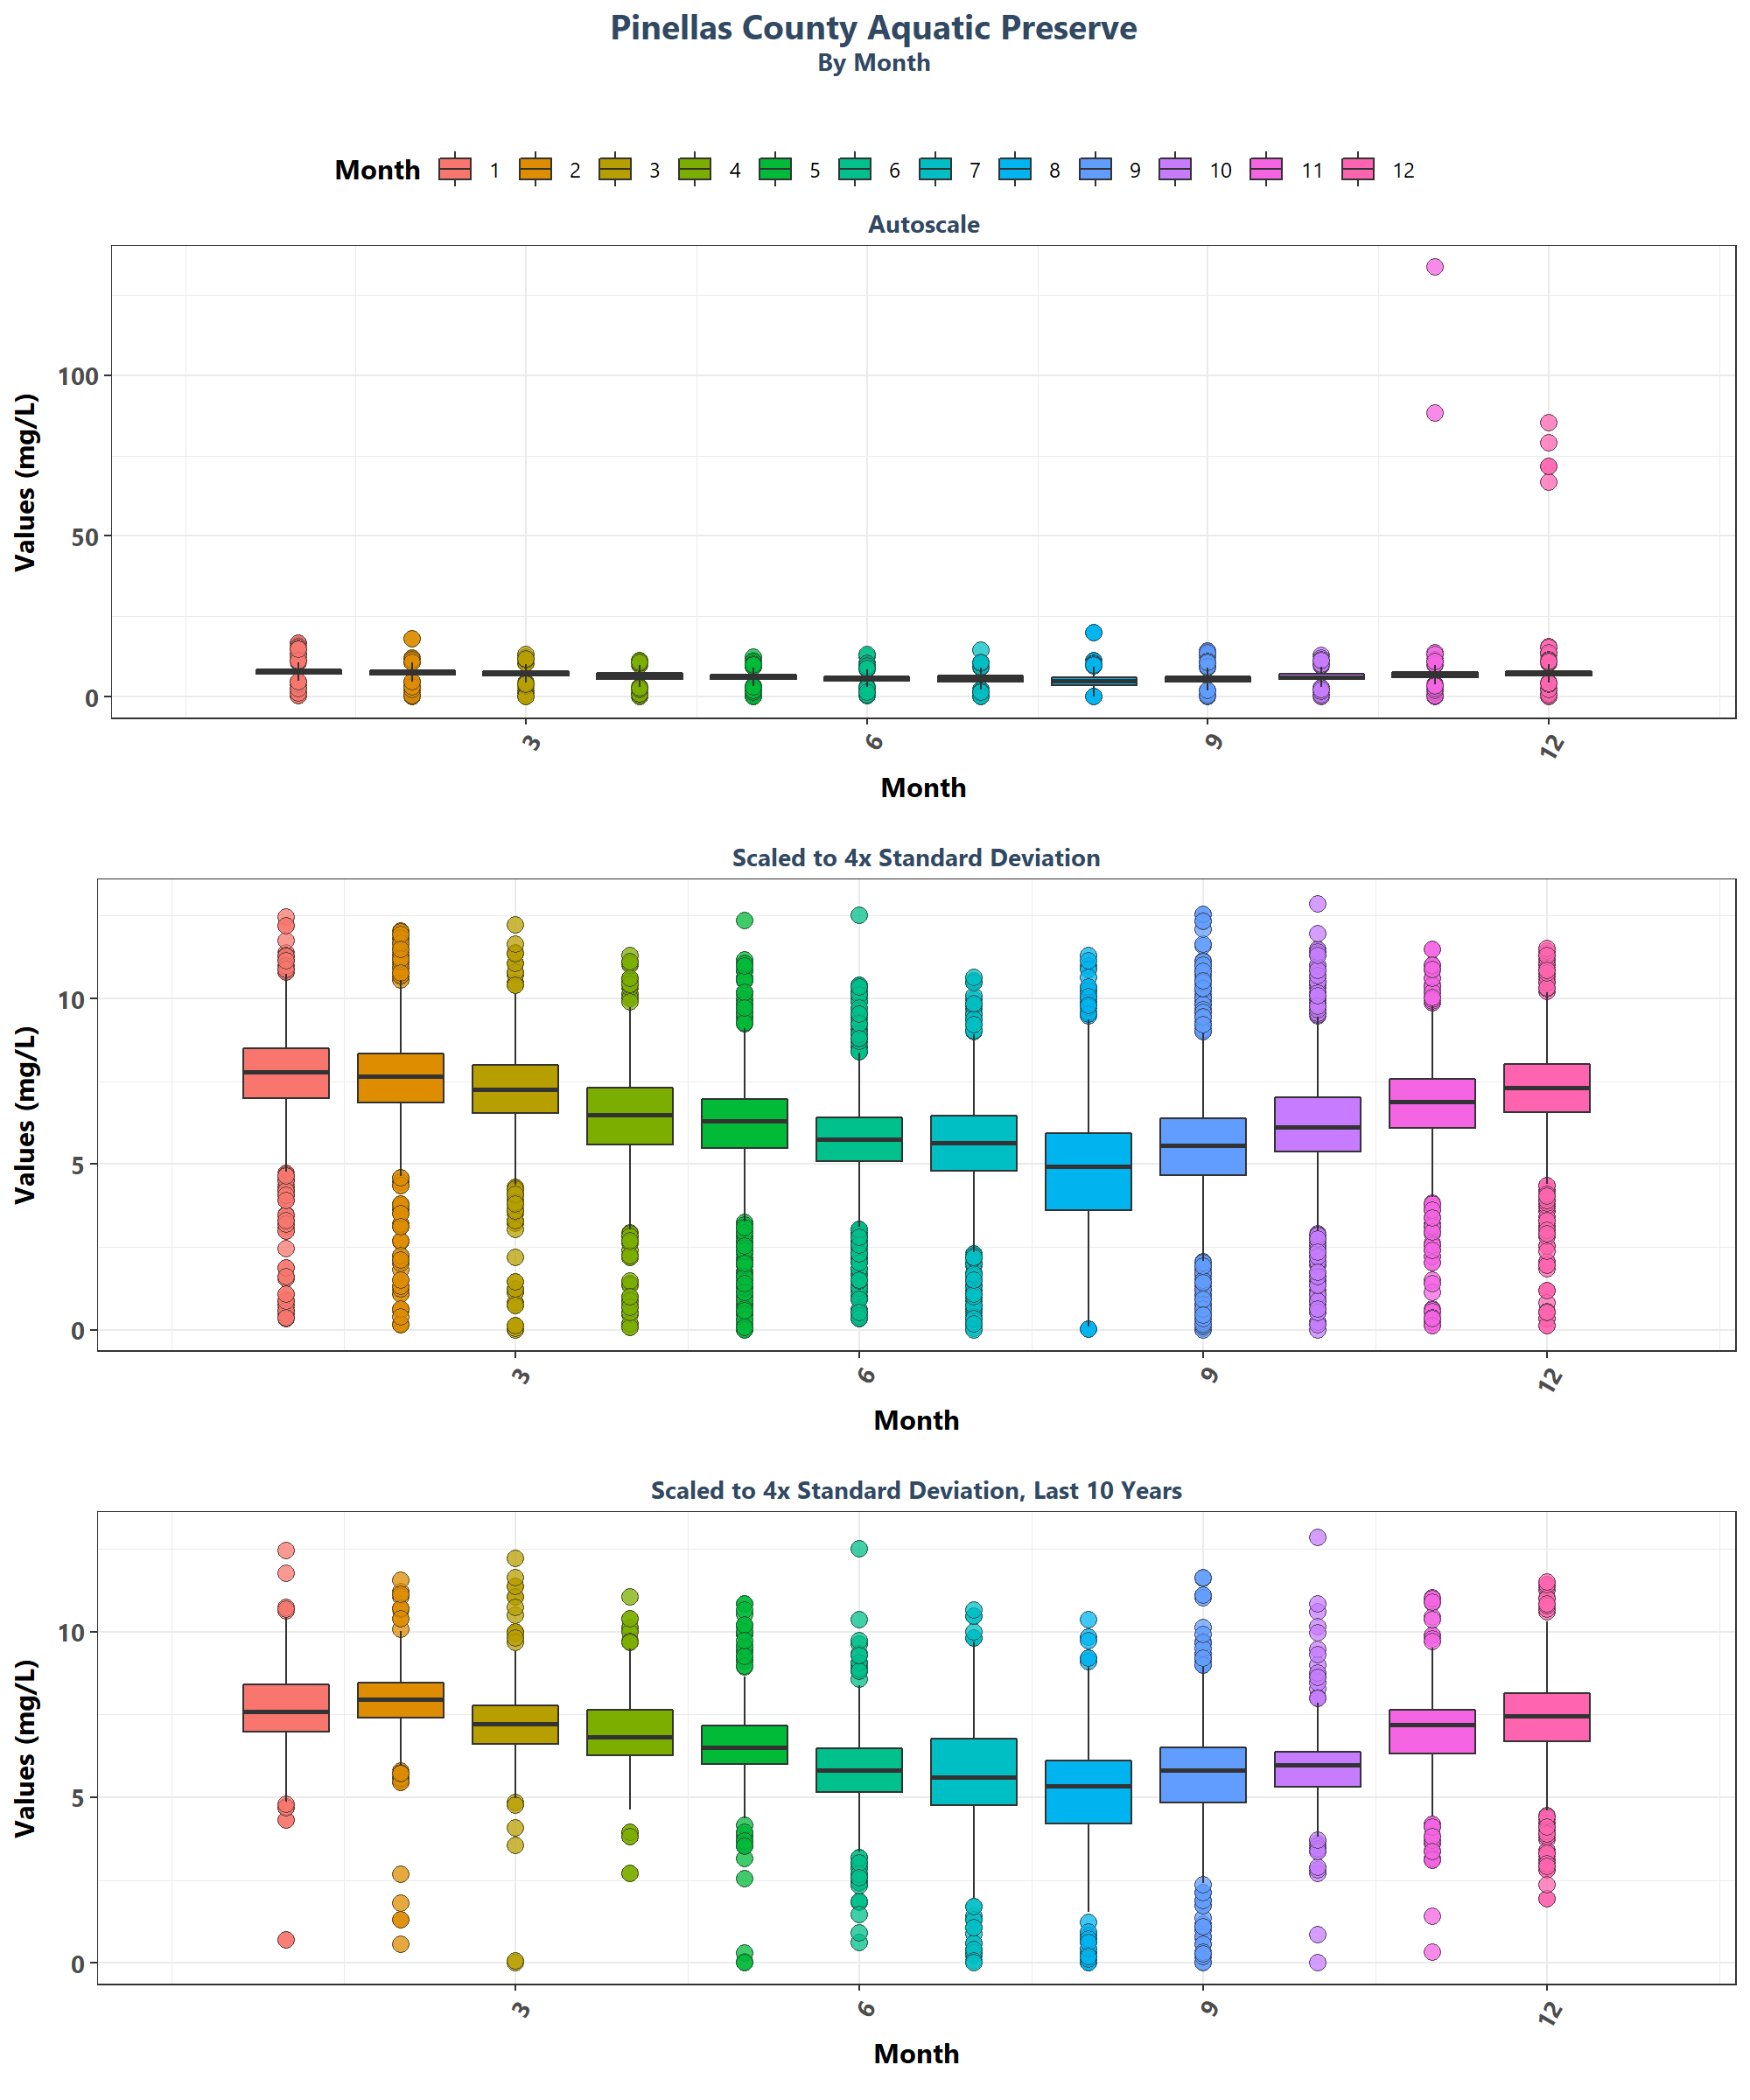 Pinellas County Aquatic Preserve
By Month
Month 1 2 3 4 5 6 7 8 9 10 11 12
Autoscale
Values (mg/L)
100
50
0
3 6 9 12
Month
Scaled to 4x Standard Deviation
Values (mg/L)
10
5
0
3 6 9 12
Month
Scaled to 4x Standard Deviation, Last 10 Years
Values (mg/L)
10
5
0
3 6 9 12
Month